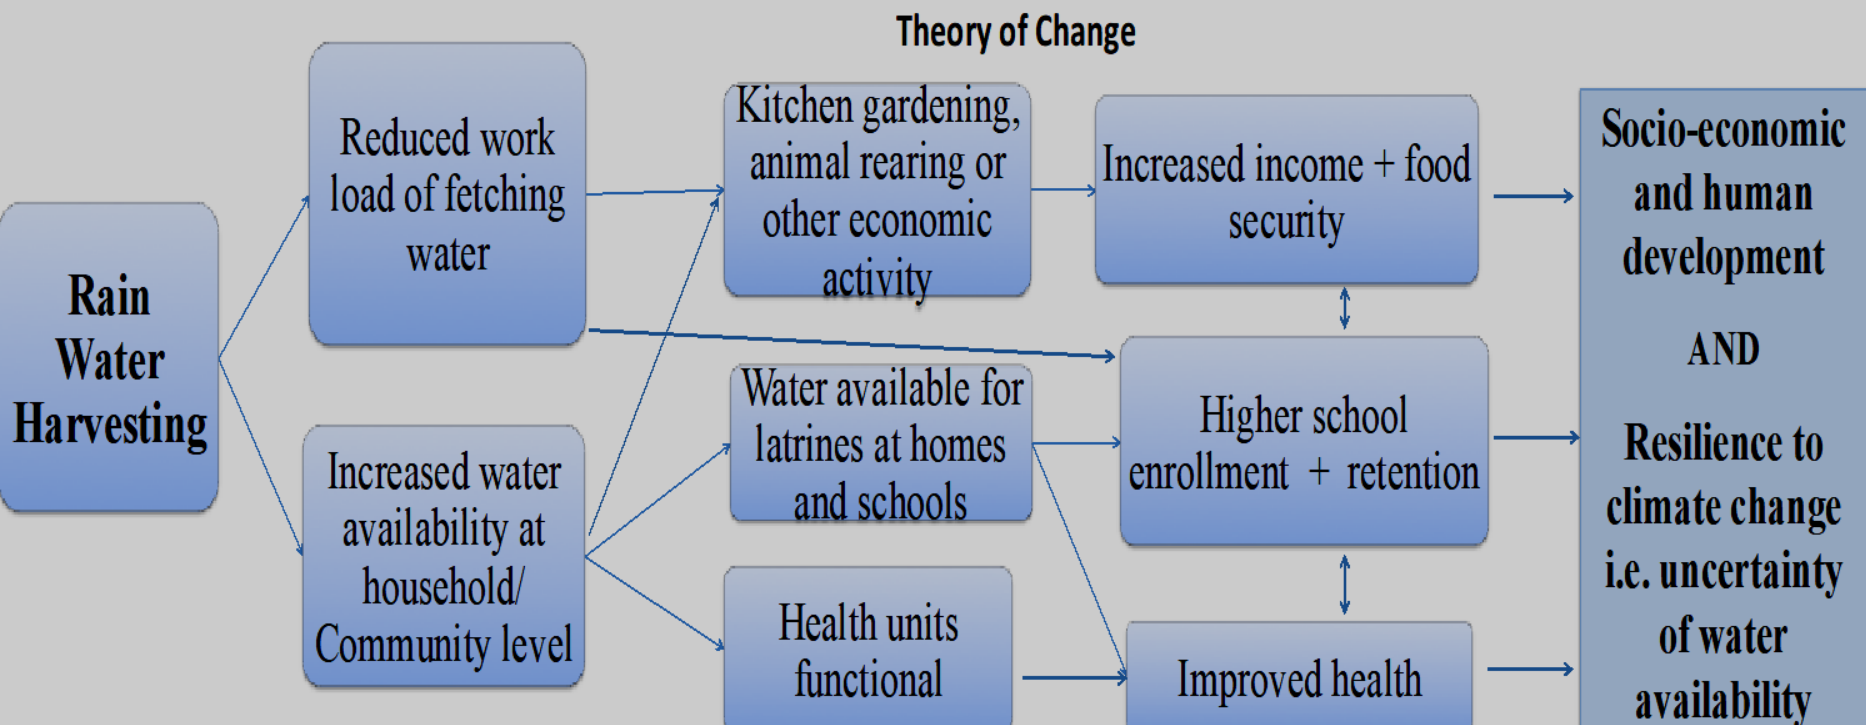 Theory of Change
Rain
Water
Harvesting
Reduced work
load of fetching
water
Increased water
availability at
household/
Community level
Kitchen gardening,
animal rearing or
other economic
activity
Water available for
latrines at homes
and schools
Health units
functional
Increased income + food
security
Higher school
enrollment + retention
Improved health
Socio-economic
and human
development
AND
Resilience to
climate change
i.e. uncertainty
of water
availability